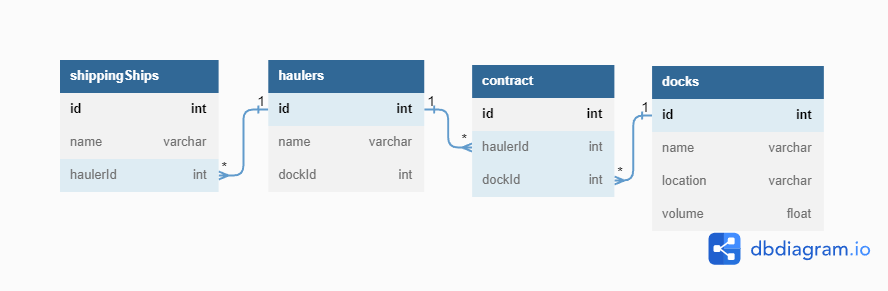 shippingShips
id int
name varchar
haulerId int
1
*
haulers
id int
name varchar
dockId int
1
*
contract
id int
haulerId int
dockId int
1
*
docks
id int
name varchar
location varchar
volume float
dbdiagram.io